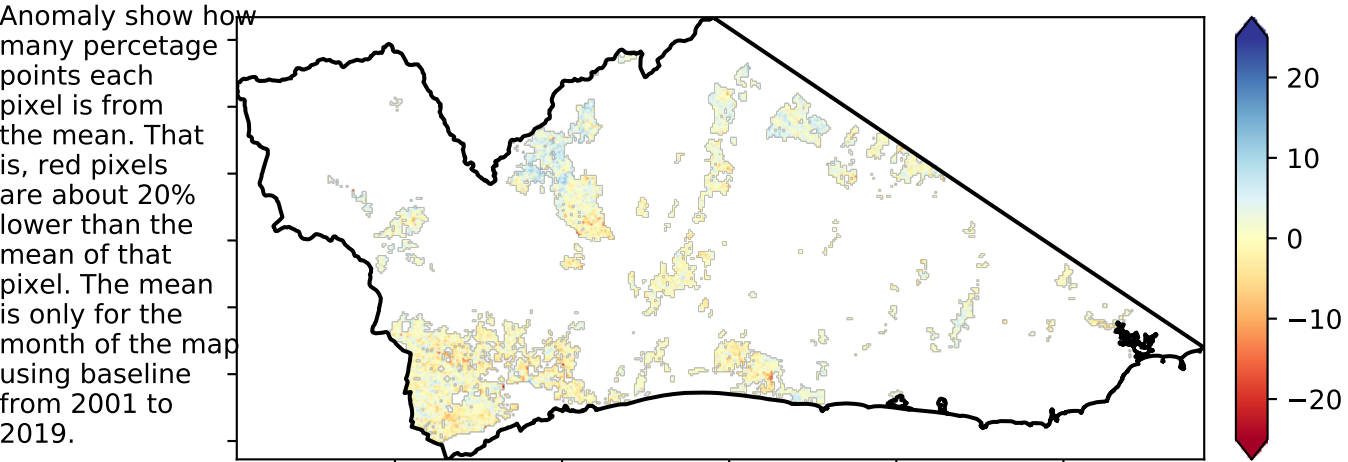 Anomaly show how
many percetage
points each
pixel is from
the mean. That
is, red pixels
are about 20%
lower than the
mean of that
pixel. The mean
is only for the
month of the map
using baseline
from 2001 to
2019.
20
10
0
−10
−20